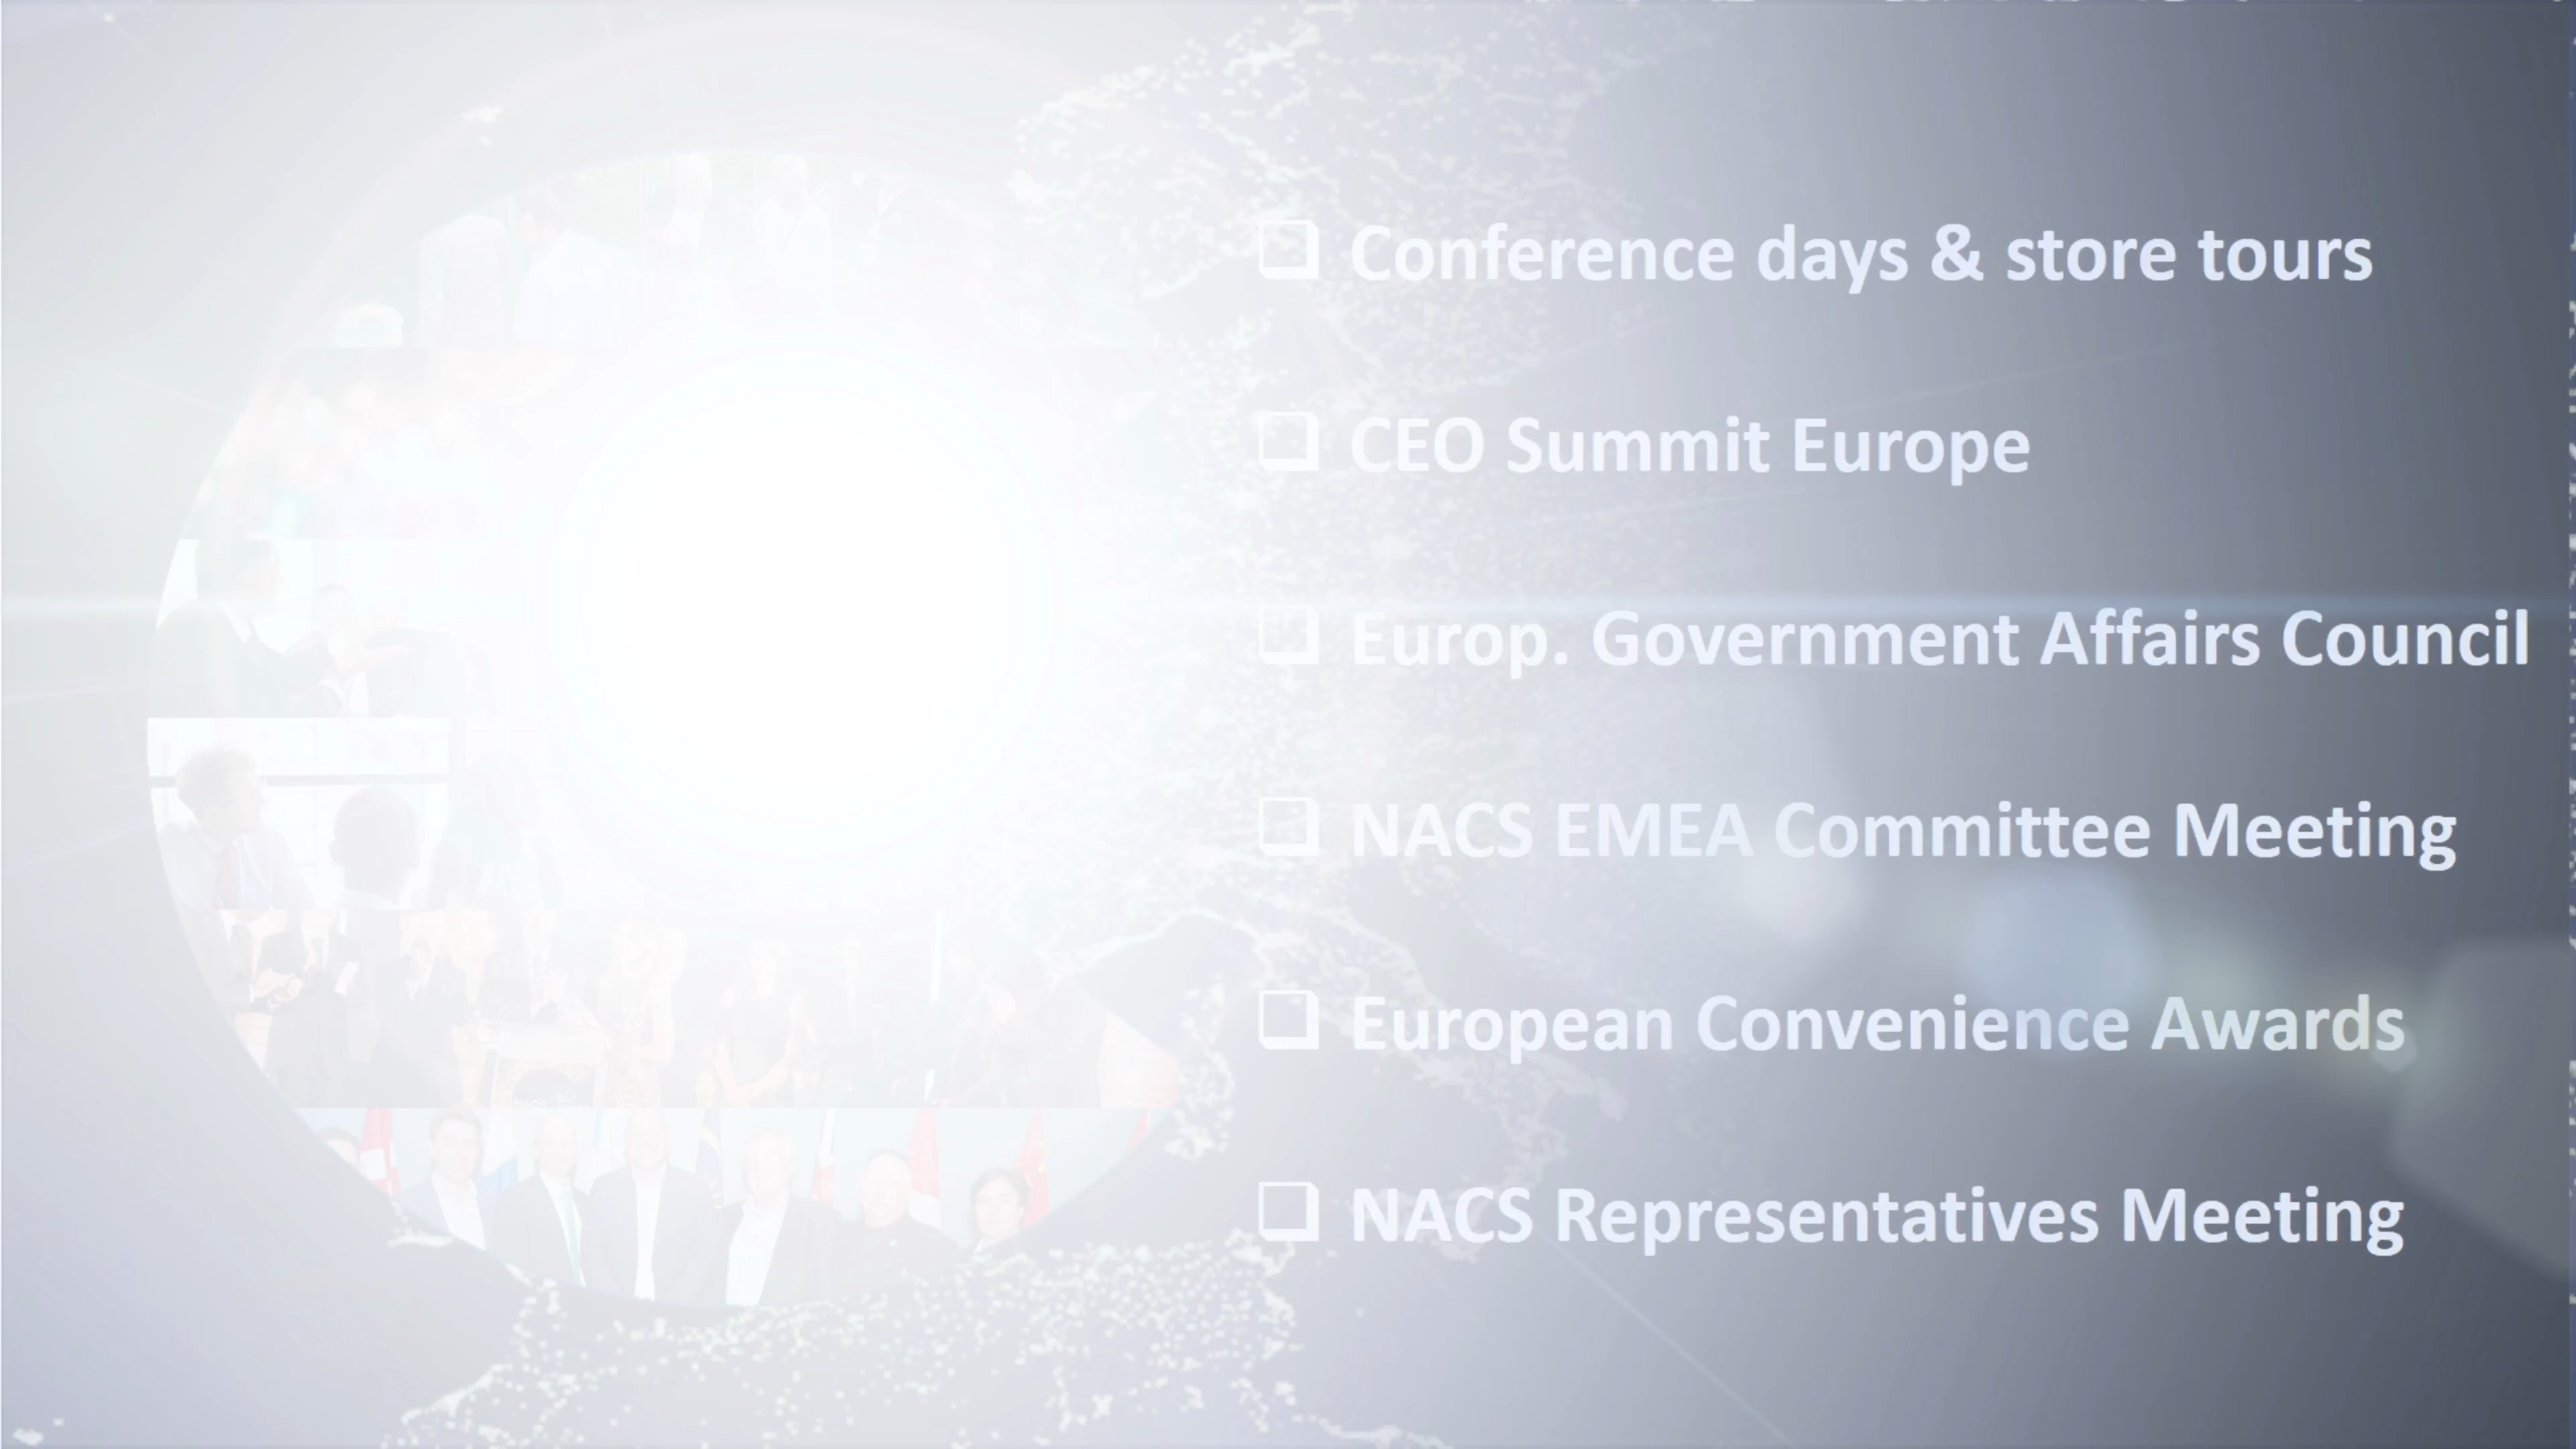 Conference days & store tours
CEO Summit Europe
Europ. Government Affairs Council
NACS EMEA Committee Meeting
European Convenience Awards
NACS Representatives Meeting
NACS